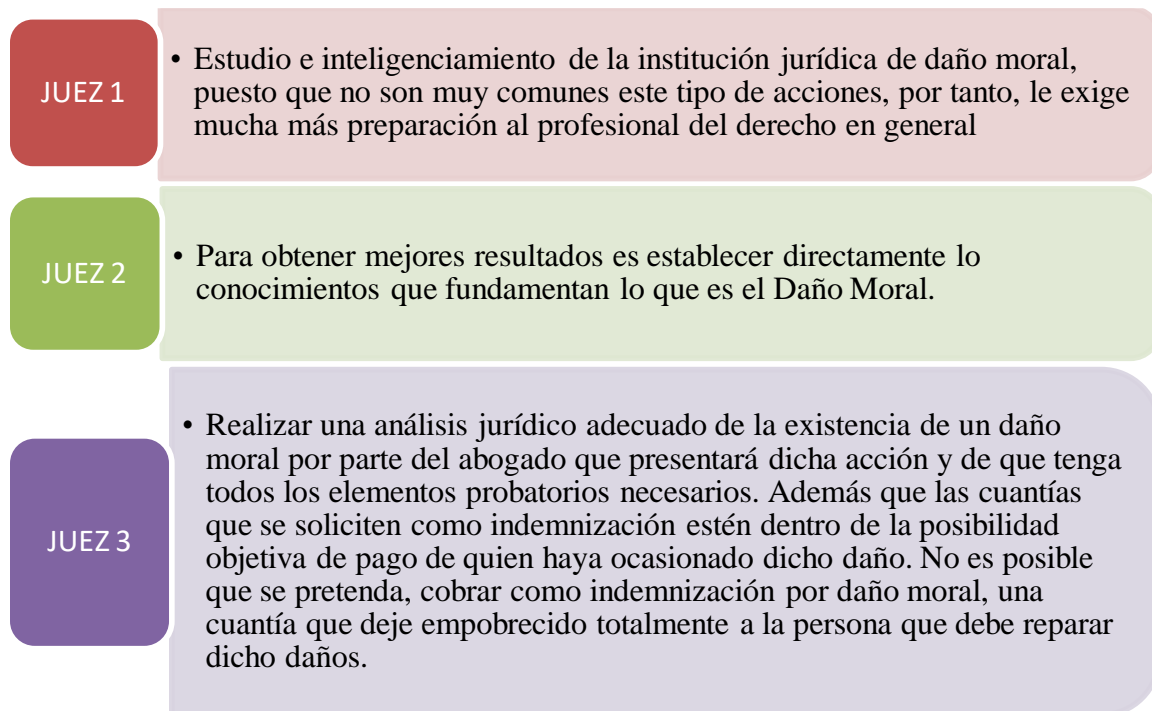 JUEZ 1
• Estudio e inteligenciamiento de la institución jurídica de daño moral,
puesto que no son muy comunes este tipo de acciones, por tanto, le exige
mucha más preparación al profesional del derecho en general
JUEZ 2
• Para obtener mejores resultados es establecer directamente lo
conocimientos que fundamentan lo que es el Daño Moral.
JUEZ 3
• Realizar una análisis jurídico adecuado de la existencia de un daño
moral por parte del abogado que presentará dicha acción y de que tenga
todos los elementos probatorios necesarios. Además que las cuantías
que se soliciten como indemnización estén dentro de la posibilidad
objetiva de pago de quien haya ocasionado dicho daño. No es posible
que se pretenda, cobrar como indemnización por daño moral, una
cuantía que deje empobrecido totalmente a la persona que debe reparar
dicho daños.